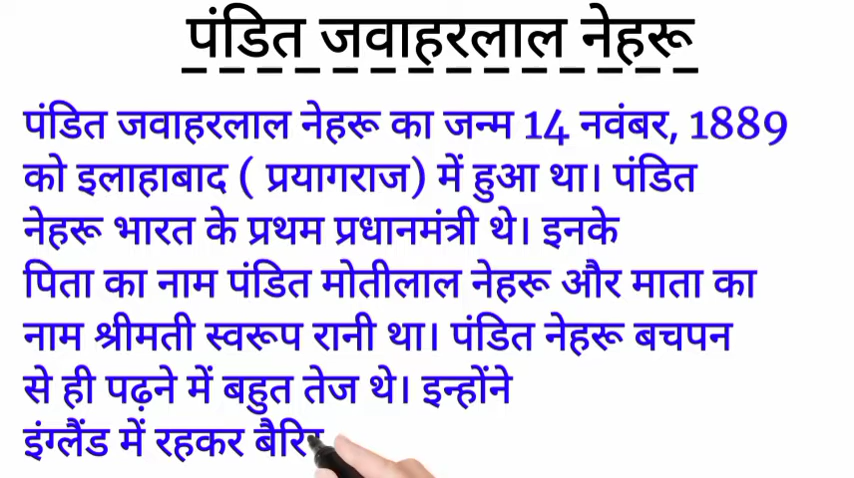 पंडित जवाहरलाल नेहरू
पंडित जवाहरलाल नेहरू का जन्म 14 नवंबर, 1889
को इलाहाबाद ( प्रयागराज) में हुआ था। पंडित
नेहरू भारत के प्रथम प्रधानमंत्री थे। इनके
पिता का नाम पंडित मोतीलाल नेहरू और माता का
नाम श्रीमती स्वरूप रानी था। पंडित नेहरू बचपन
से ही पढ़ने में बहुत तेज थे। इन्होंने
इंग्लैंड में रहकर